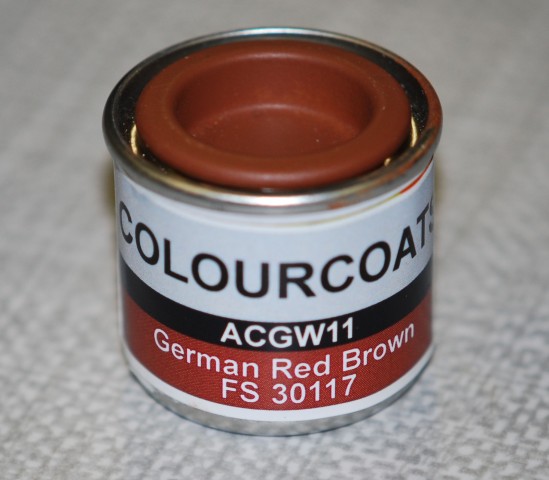 COLOURCOATS
ACGW11
German Red Brown
FS 30117